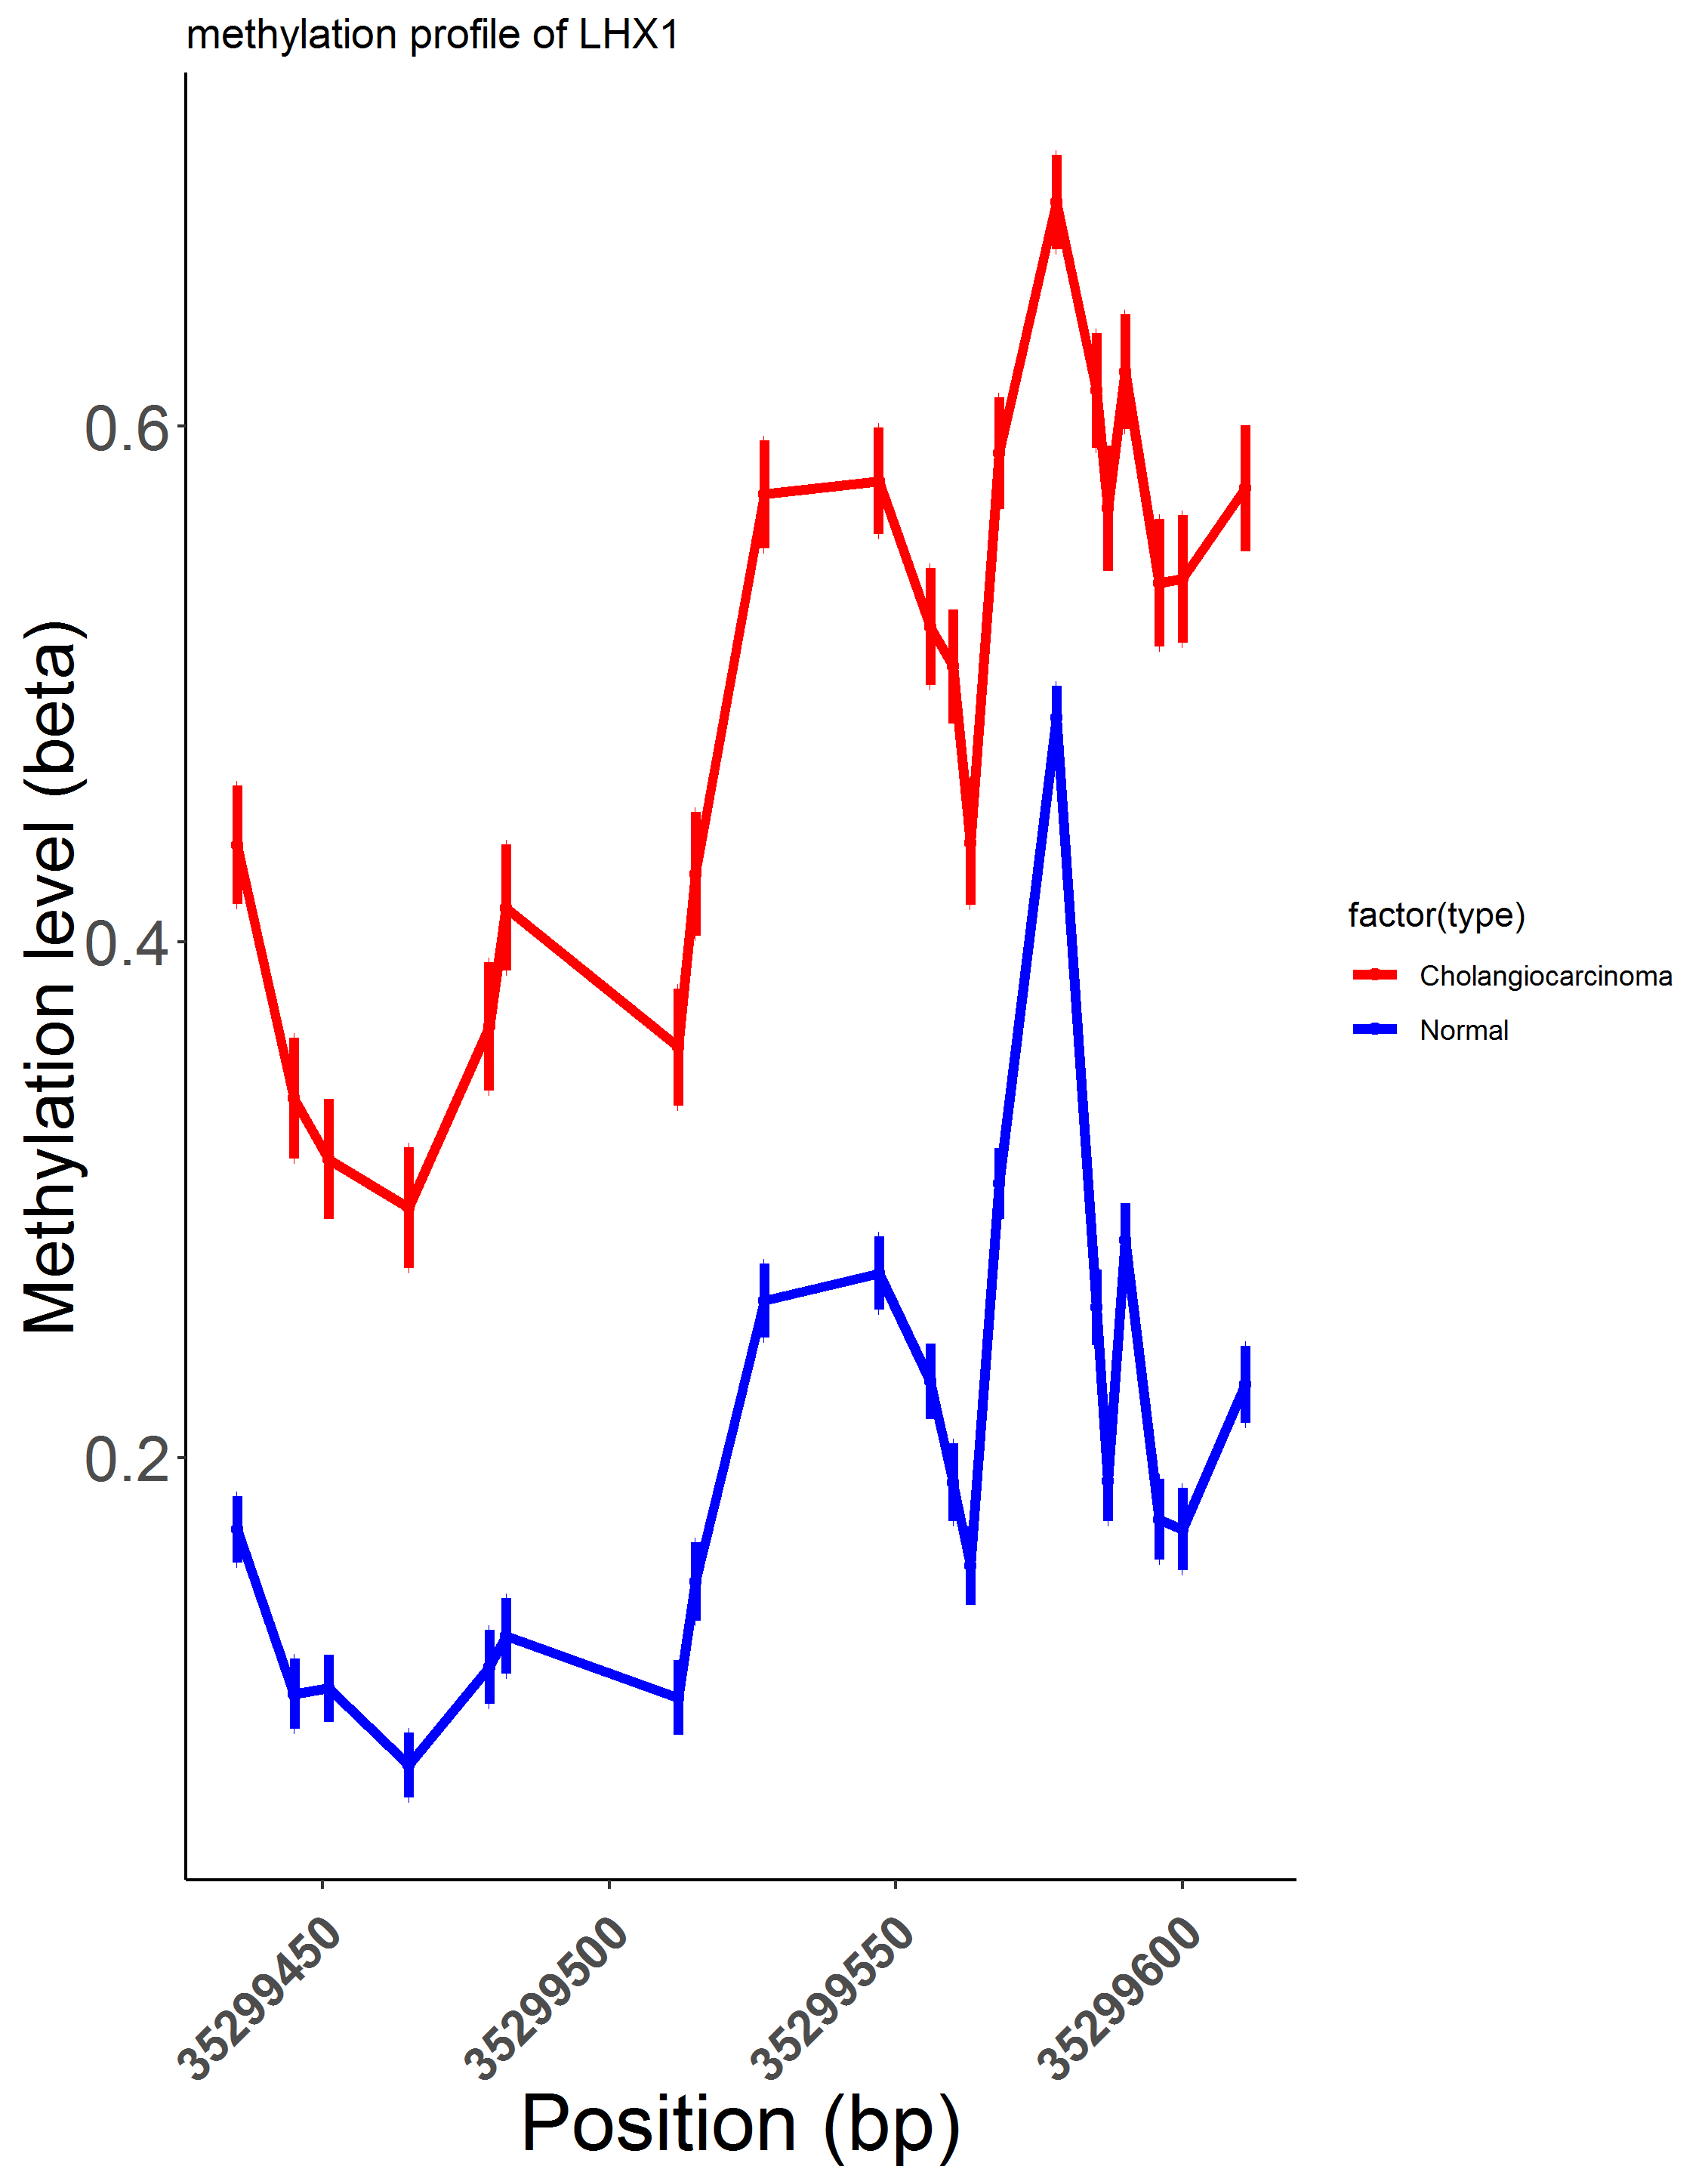 methylation profile of LHX1
Methylation level (beta)
0.6
0.4
0.2
35299450
35299500
35299550
35299600
Position (bp)
factor(type)
Cholangiocarcinoma
Normal